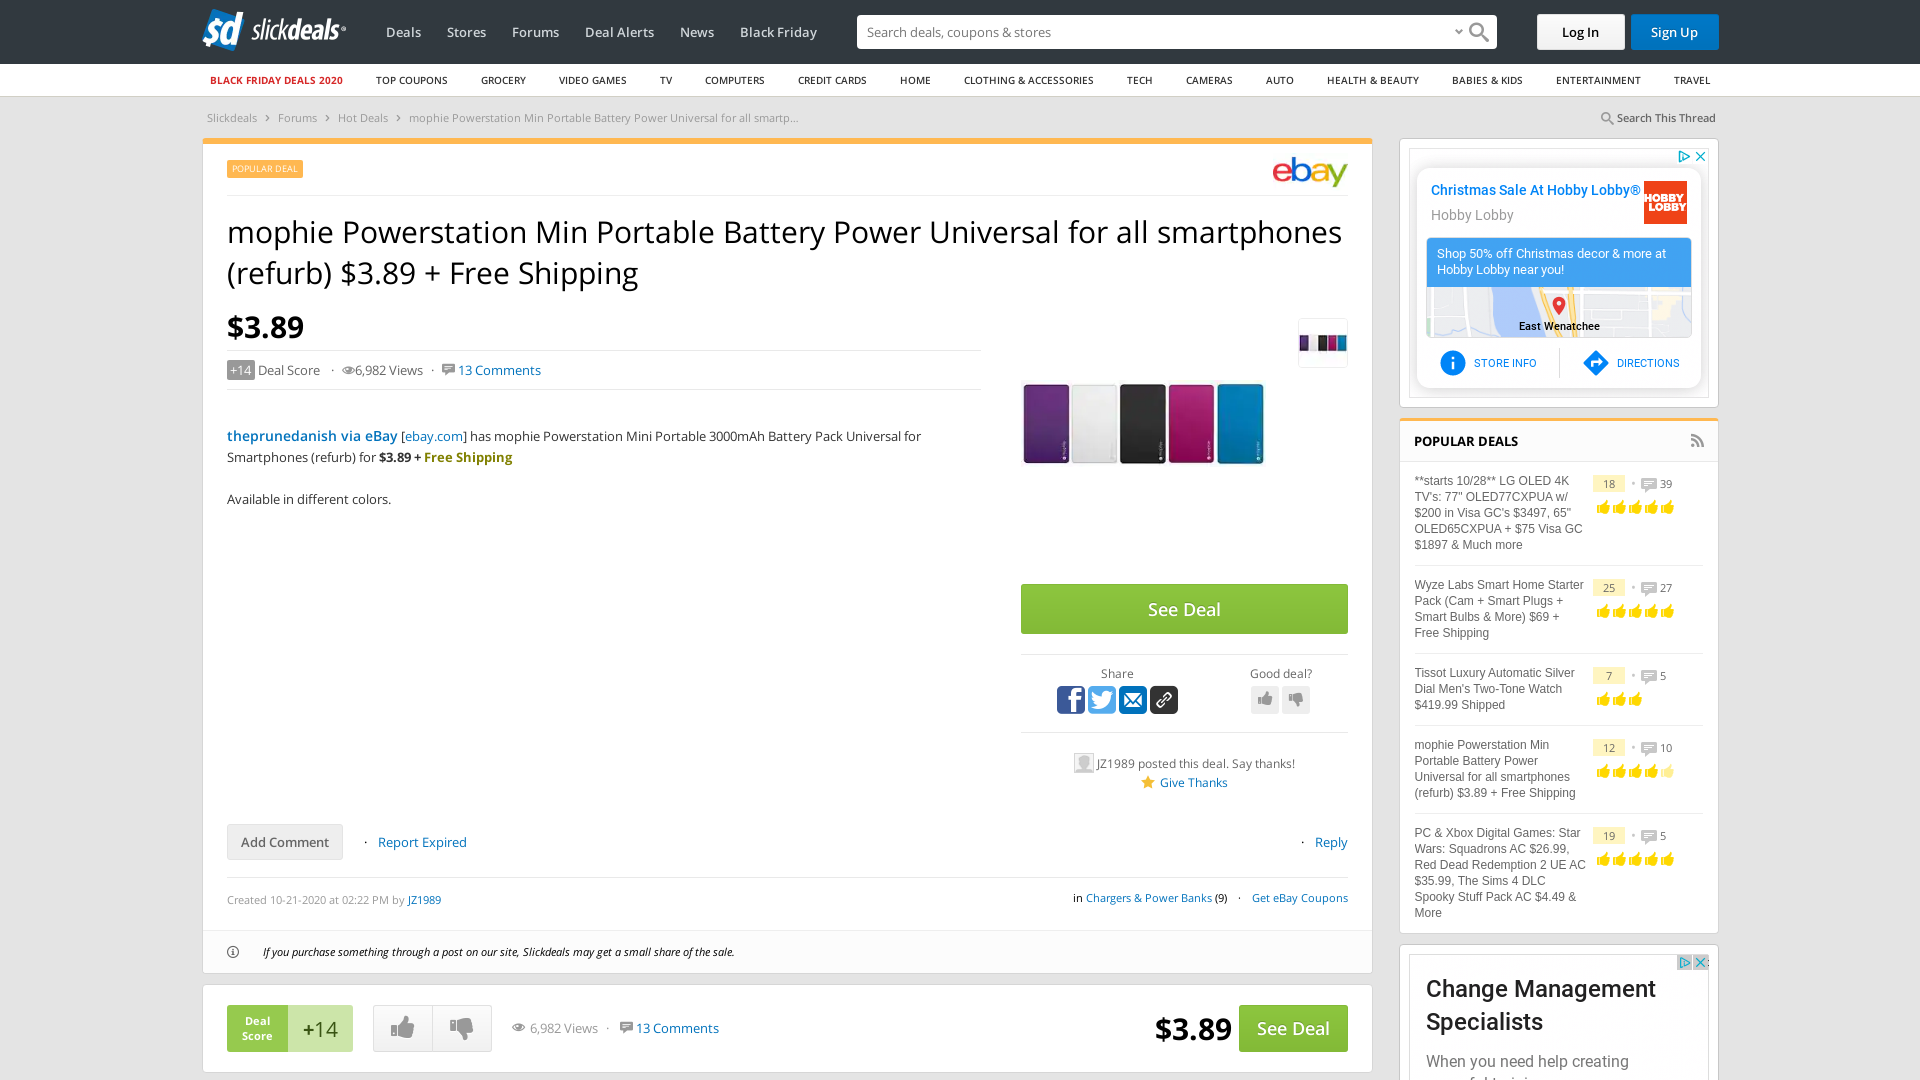 sd slickdeals
Deals Stores Forums Deal Alerts News Black Friday
Search deals, coupons & stores
Log In
Sign Up
BLACK FRIDAY DEALS 2020 TOP COUPONS GROCERY VIDEO GAMES TV COMPUTERS CREDIT CARDS HOME CLOTHING & ACCESSORIES TECH CAMERAS AUTO HEALTH & BEAUTY BABIES & KIDS ENTERTAINMENT TRAVEL
Slickdeals > Forums > Hot Deals > mophie Powerstation Min Portable Battery Power Universal for all smartp...
Search This Thread
POPULAR DEAL
ebay
mophie Powerstation Min Portable Battery Power Universal for all smartphones
(refurb) $3.89 + Free Shipping
$3.89
+14 Deal Score · 6,982 Views · 13 Comments
theprunedanish via eBay [ebay.com] has mophie Powerstation Mini Portable 3000mAh Battery Pack Universal for
Smartphones (refurb) for $3.89 + Free Shipping
Available in different colors.
See Deal
Share
Good deal?
JZ1989 posted this deal. Say thanks!
Give Thanks
Add Comment · Report Expired
· Reply
Created 10-21-2020 at 02:22 PM by JZ1989
in Chargers & Power Banks (9) · Get eBay Coupons
If you purchase something through a post on our site, Slickdeals may get a small share of the sale.
Deal
Score
+14
6,982 Views · 13 Comments
$3.89
See Deal
Christmas Sale At Hobby Lobby®
Hobby Lobby
HOBBY
LOBBY
Shop 50% off Christmas decor & more at
Hobby Lobby near you!
East Wenatchee
STORE INFO
DIRECTIONS
POPULAR DEALS
**starts 10/28** LG OLED 4K
TV's: 77" OLED77CXPUA w/
$200 in Visa GC's $3497, 65"
OLED65CXPUA + $75 Visa GC
$1897 & Much more
18 · 39
Wyze Labs Smart Home Starter
Pack (Cam + Smart Plugs +
Smart Bulbs & More) $69 +
Free Shipping
25 · 27
Tissot Luxury Automatic Silver
Dial Men's Two-Tone Watch
$419.99 Shipped
7 · 5
mophie Powerstation Min
Portable Battery Power
Universal for all smartphones
(refurb) $3.89 + Free Shipping
12 · 10
PC & Xbox Digital Games: Star
Wars: Squadrons AC $26.99,
Red Dead Redemption 2 UE AC
$35.99, The Sims 4 DLC
Spooky Stuff Pack AC $4.49 &
More
19 · 5
Change Management
Specialists
When you need help creating